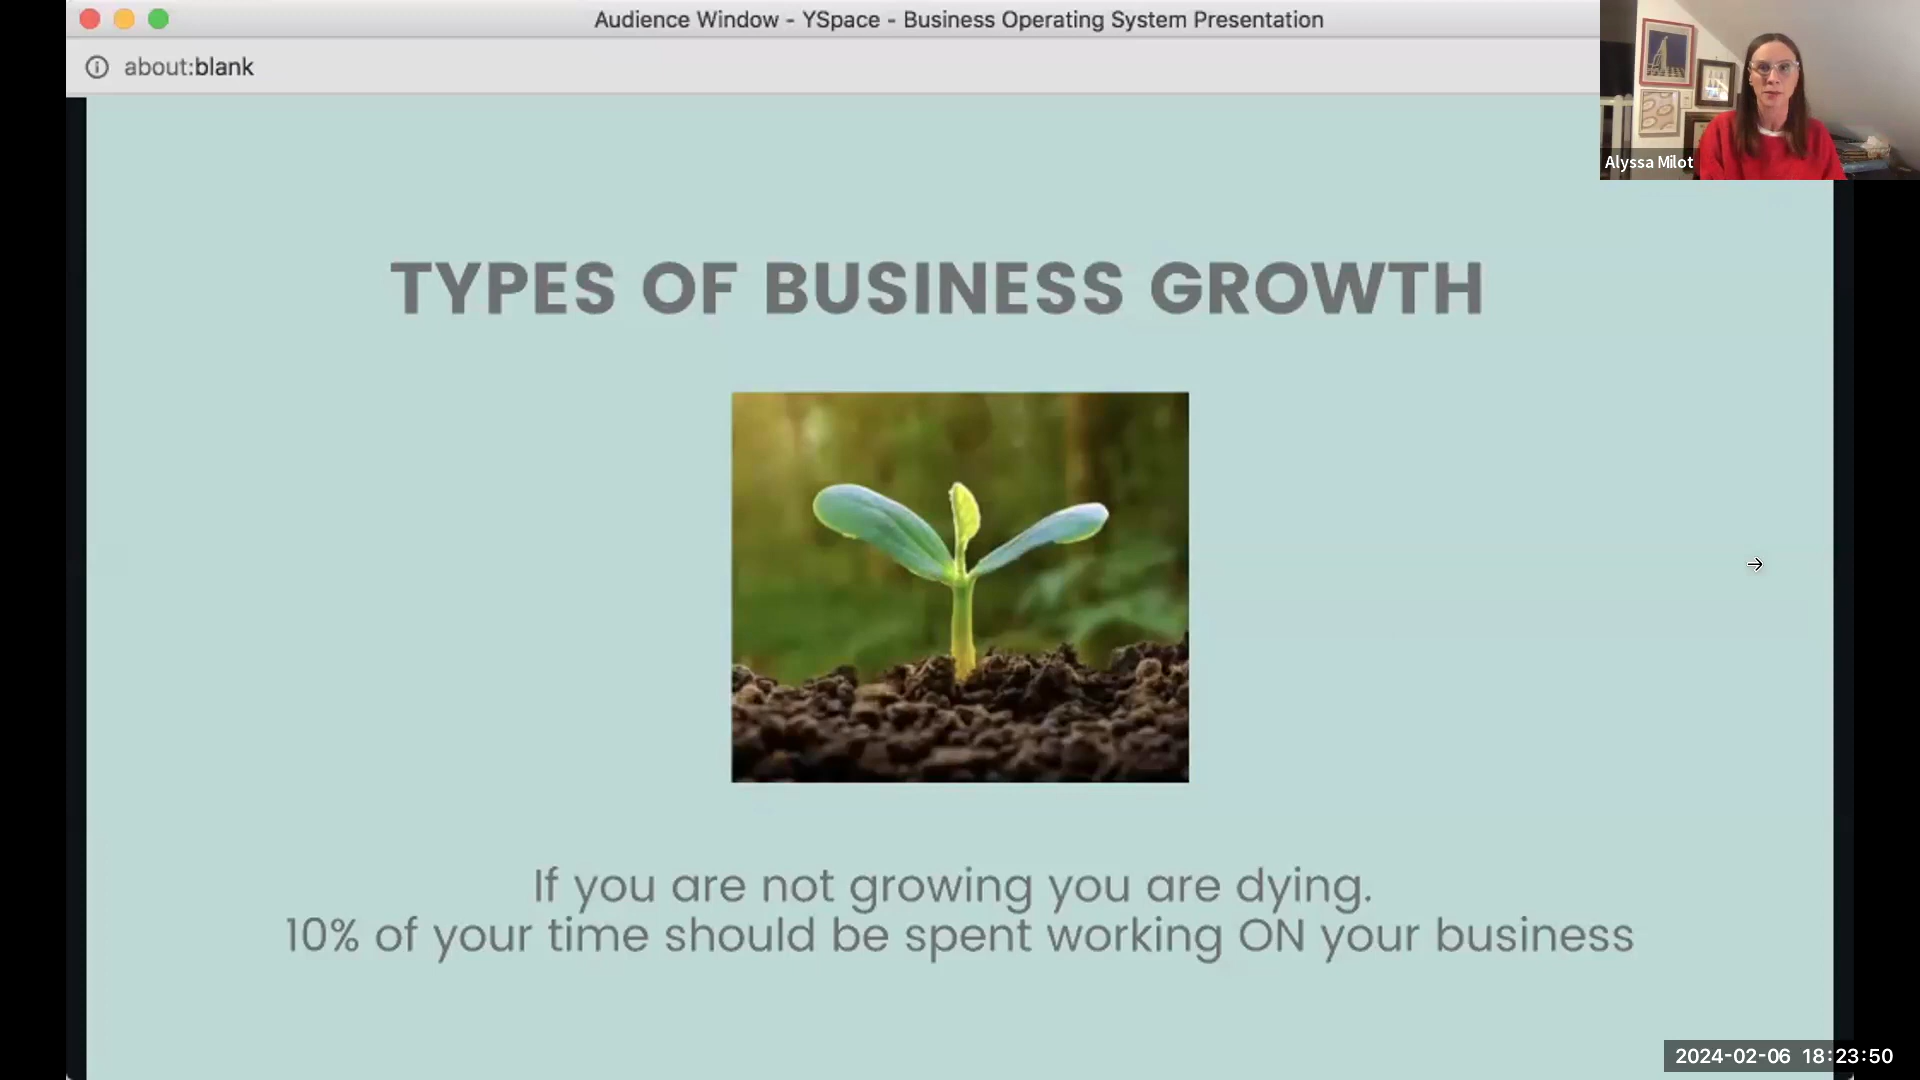 Audience Window - YSpace - Business Operating System Presentation
about:blank
Alyssa Milot
TYPES OF BUSINESS GROWTH
If you are not growing you are dying.
10% of your time should be spent working ON your business
2024-02-06 18:23:50